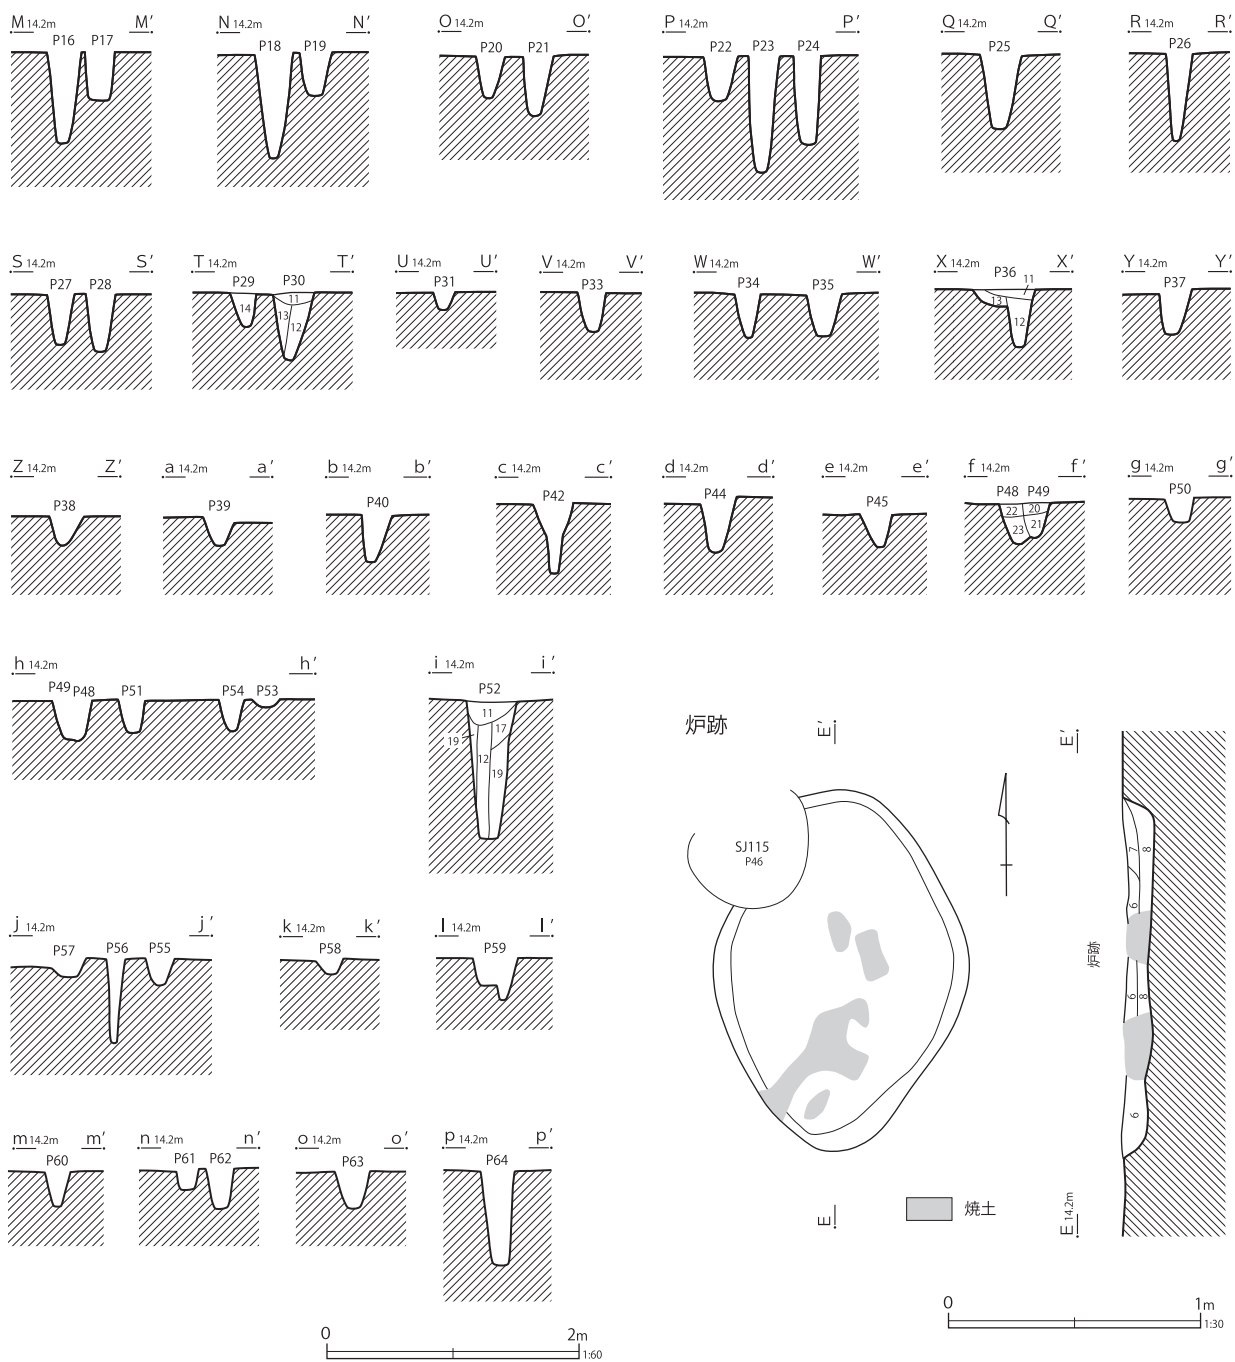 M 14.2m M′
P16 P17
N 14.2m N′
P18 P19
O 14.2m O′
P20 P21
P 14.2m P′
P22 P23 P24
Q 14.2m Q′
P25
R 14.2m R′
P26
S 14.2m S′
P27 P28
T 14.2m T′
P29 P30
14 11 13 12
U 14.2m U′
P31
V 14.2m V′
P33
W 14.2m W′
P34 P35
X 14.2m X′
P36
11 13 12
Y 14.2m Y′
P37
Z 14.2m Z′
P38
a 14.2m a′
P39
b 14.2m b′
P40
c 14.2m c′
P42
d 14.2m d′
P44
e 14.2m e′
P45
f 14.2m f′
P48 P49
22 20
23 21
g 14.2m g′
P50
h 14.2m h′
P49 P48 P51 P54 P53
i 14.2m i′
P52
11
17
19
12
19
炉跡
E′
SJ115
P46
E
E′
7 8
6
炉跡
6 8
6
E 14.2m
焼土
j 14.2m j′
P57 P56 P55
k 14.2m k′
P58
l 14.2m l′
P59
m 14.2m m′
P60
n 14.2m n′
P61 P62
o 14.2m o′
P63
p 14.2m p′
P64
0 2m
1:60
0 1m
1:30